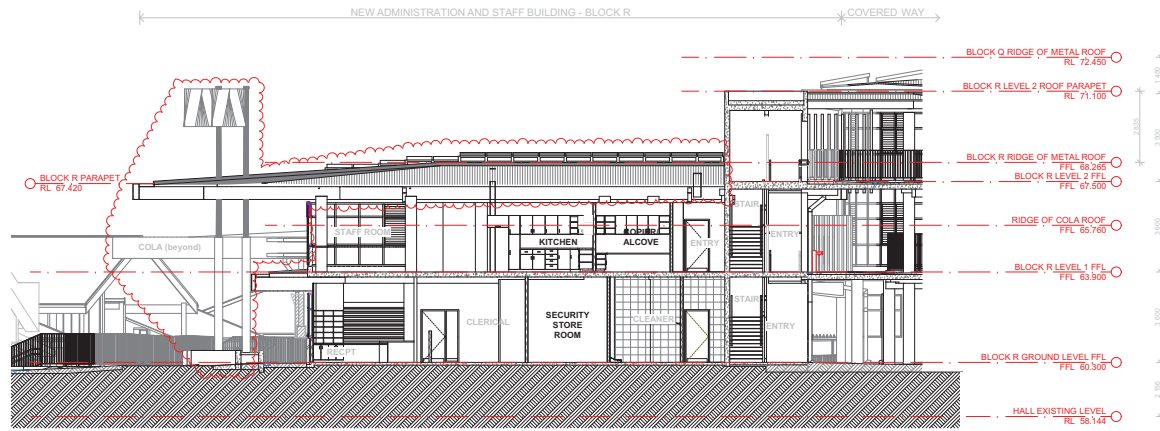 NEW ADMINISTRATION AND STAFF BUILDING - BLOCK R
COVERED WAY
BLOCK Q RIDGE OF METAL ROOF
RL 72.450
BLOCK R LEVEL 2 ROOF PARAPET
RL 71.100
BLOCK R RIDGE OF METAL ROOF
FFL 68.265
BLOCK R LEVEL 2 FFL
FFL 67.500
BLOCK R PARAPET
RL 67.420
RIDGE OF COLA ROOF
FFL 65.760
BLOCK R LEVEL 1 FFL
FFL 63.900
BLOCK R GROUND LEVEL FFL
FFL 60.300
HALL EXISTING LEVEL
RL 58.144
COLA (beyond)
STAFF ROOM
KITCHEN
COPIER
ALCOVE
ENTRY
STAIR
ENTRY
RECPT
CLERICAL
SECURITY
STORE
ROOM
CLEANER
STAIR
ENTRY
2 835